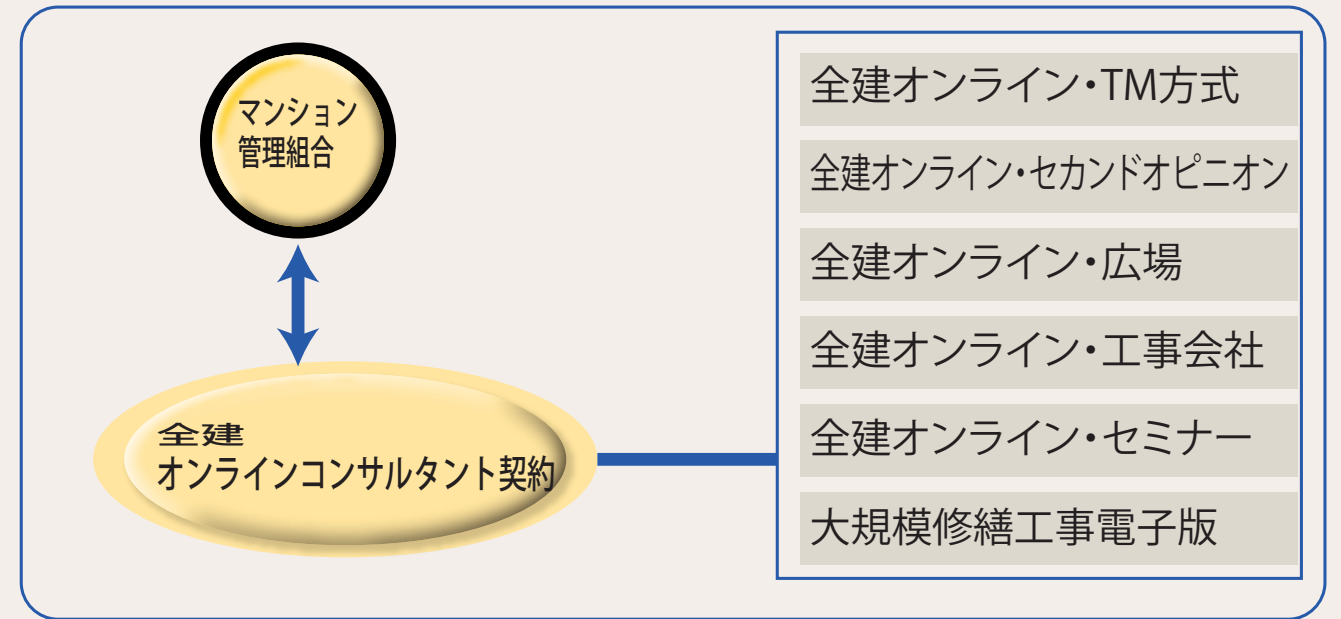 マンション
管理組合
全建
オンラインコンサルタント契約
全建オンライン・TM方式
全建オンライン・セカンドオピニオン
全建オンライン・広場
全建オンライン・工事会社
全建オンライン・セミナー
大規模修繕工事電子版